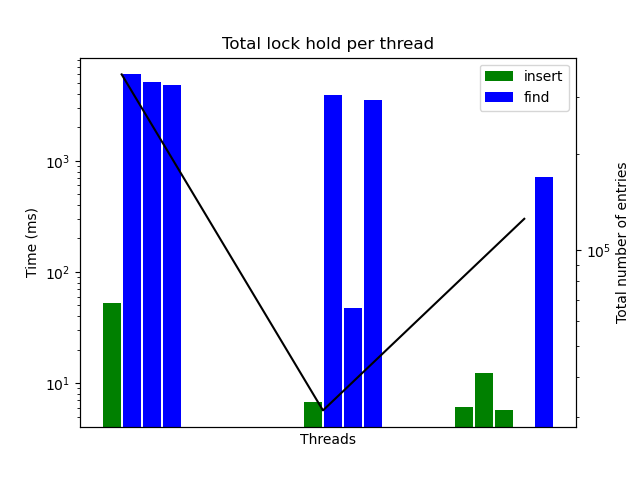 Total lock hold per thread
insert
find
10³
10²
10¹
Time (ms)
10⁵
Total number of entries
Threads